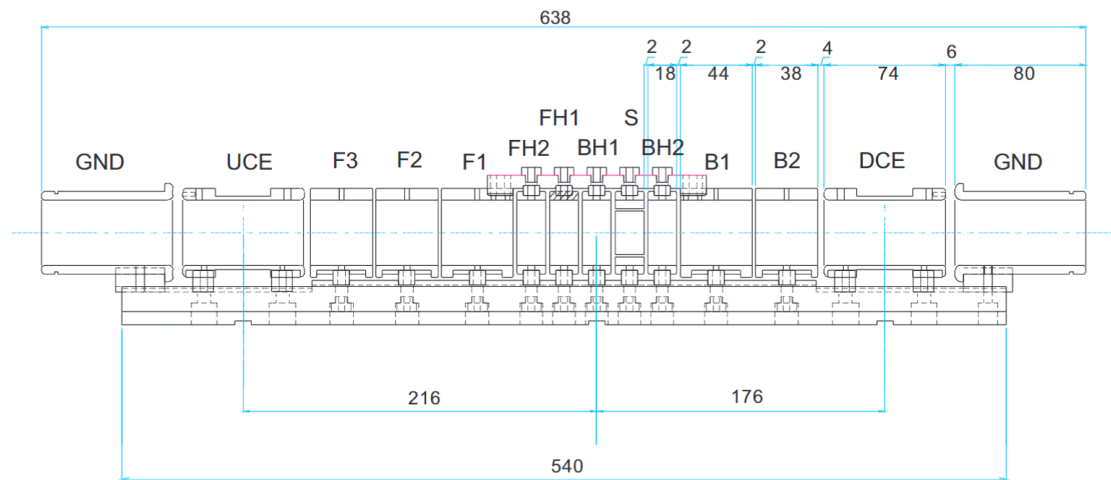 638
2 2 2 4 6
18 44 38 74 80
FH1 S
GND UCE F3 F2 F1 FH2 BH1 BH2 B1 B2 DCE GND
216 176
540